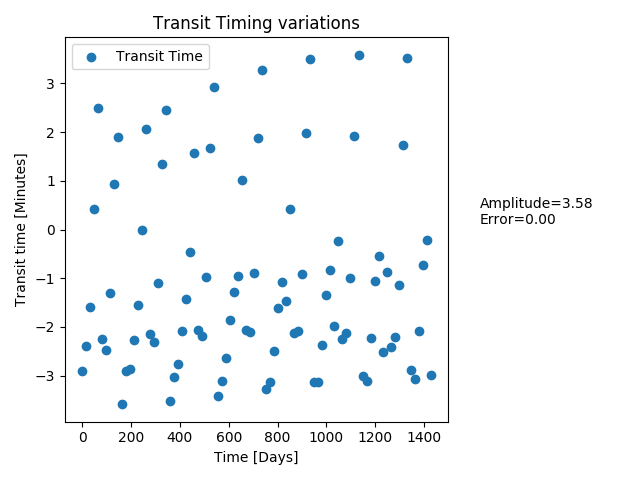 Transit Timing variations
Transit Time
Transit time [Minutes]
3
2
1
0
−1
−2
−3
0 200 400 600 800 1000 1200 1400
Time [Days]
Amplitude=3.58
Error=0.00